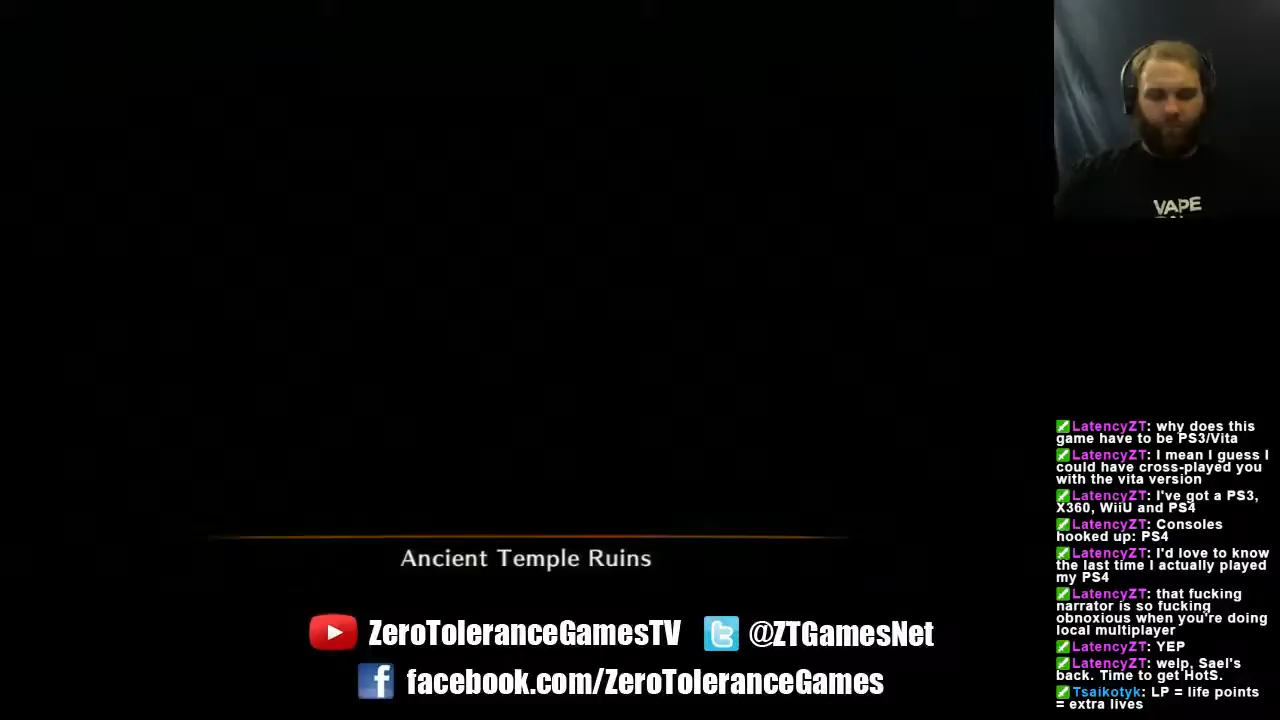 VAPE
LatencyZT: why does this
game have to be PS3/Vita
LatencyZT: I mean I guess I
could have cross-played you
with the vita version
LatencyZT: I've got a PS3,
X360, WiiU and PS4
LatencyZT: Consoles
hooked up: PS4
LatencyZT: I'd love to know
the last time I actually played
my PS4
LatencyZT: that fucking
narrator is so fucking
obnoxious when you're doing
local multiplayer
LatencyZT: YEP
LatencyZT: welp, Sael's
back. Time to get HotS.
Tsaikotyk: LP = life points
= extra lives
Ancient Temple Ruins
ZeroToleranceGamesTV @ZTGamesNet
facebook.com/ZeroToleranceGames